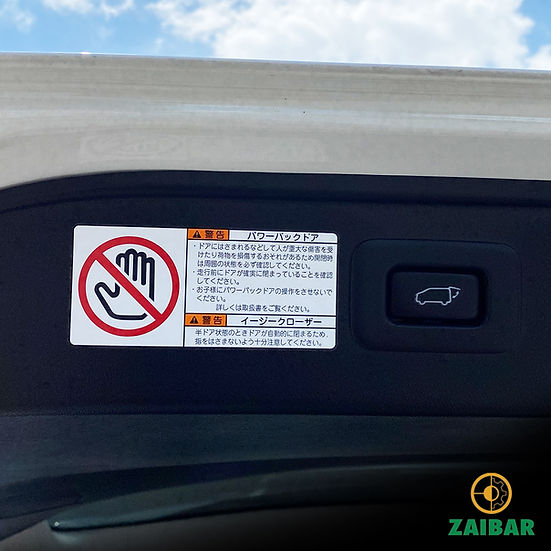 警告 パワーバックドア
・ドアにはさまれるなどして人が重大な傷害を受
けたり荷物を損傷するおそれがあるため開閉時
は周囲の状態を必ず確認してください。
・走行前にドアが確実に閉まっていることを確認
してください。
・お子様にパワーバックドアの操作をさせないで
ください。
詳しくは取扱書をご覧ください。
警告 イージークローザー
半ドア状態のときドアが自動的に閉まるため、
指をはさまないよう十分注意してください。
ZAIBAR